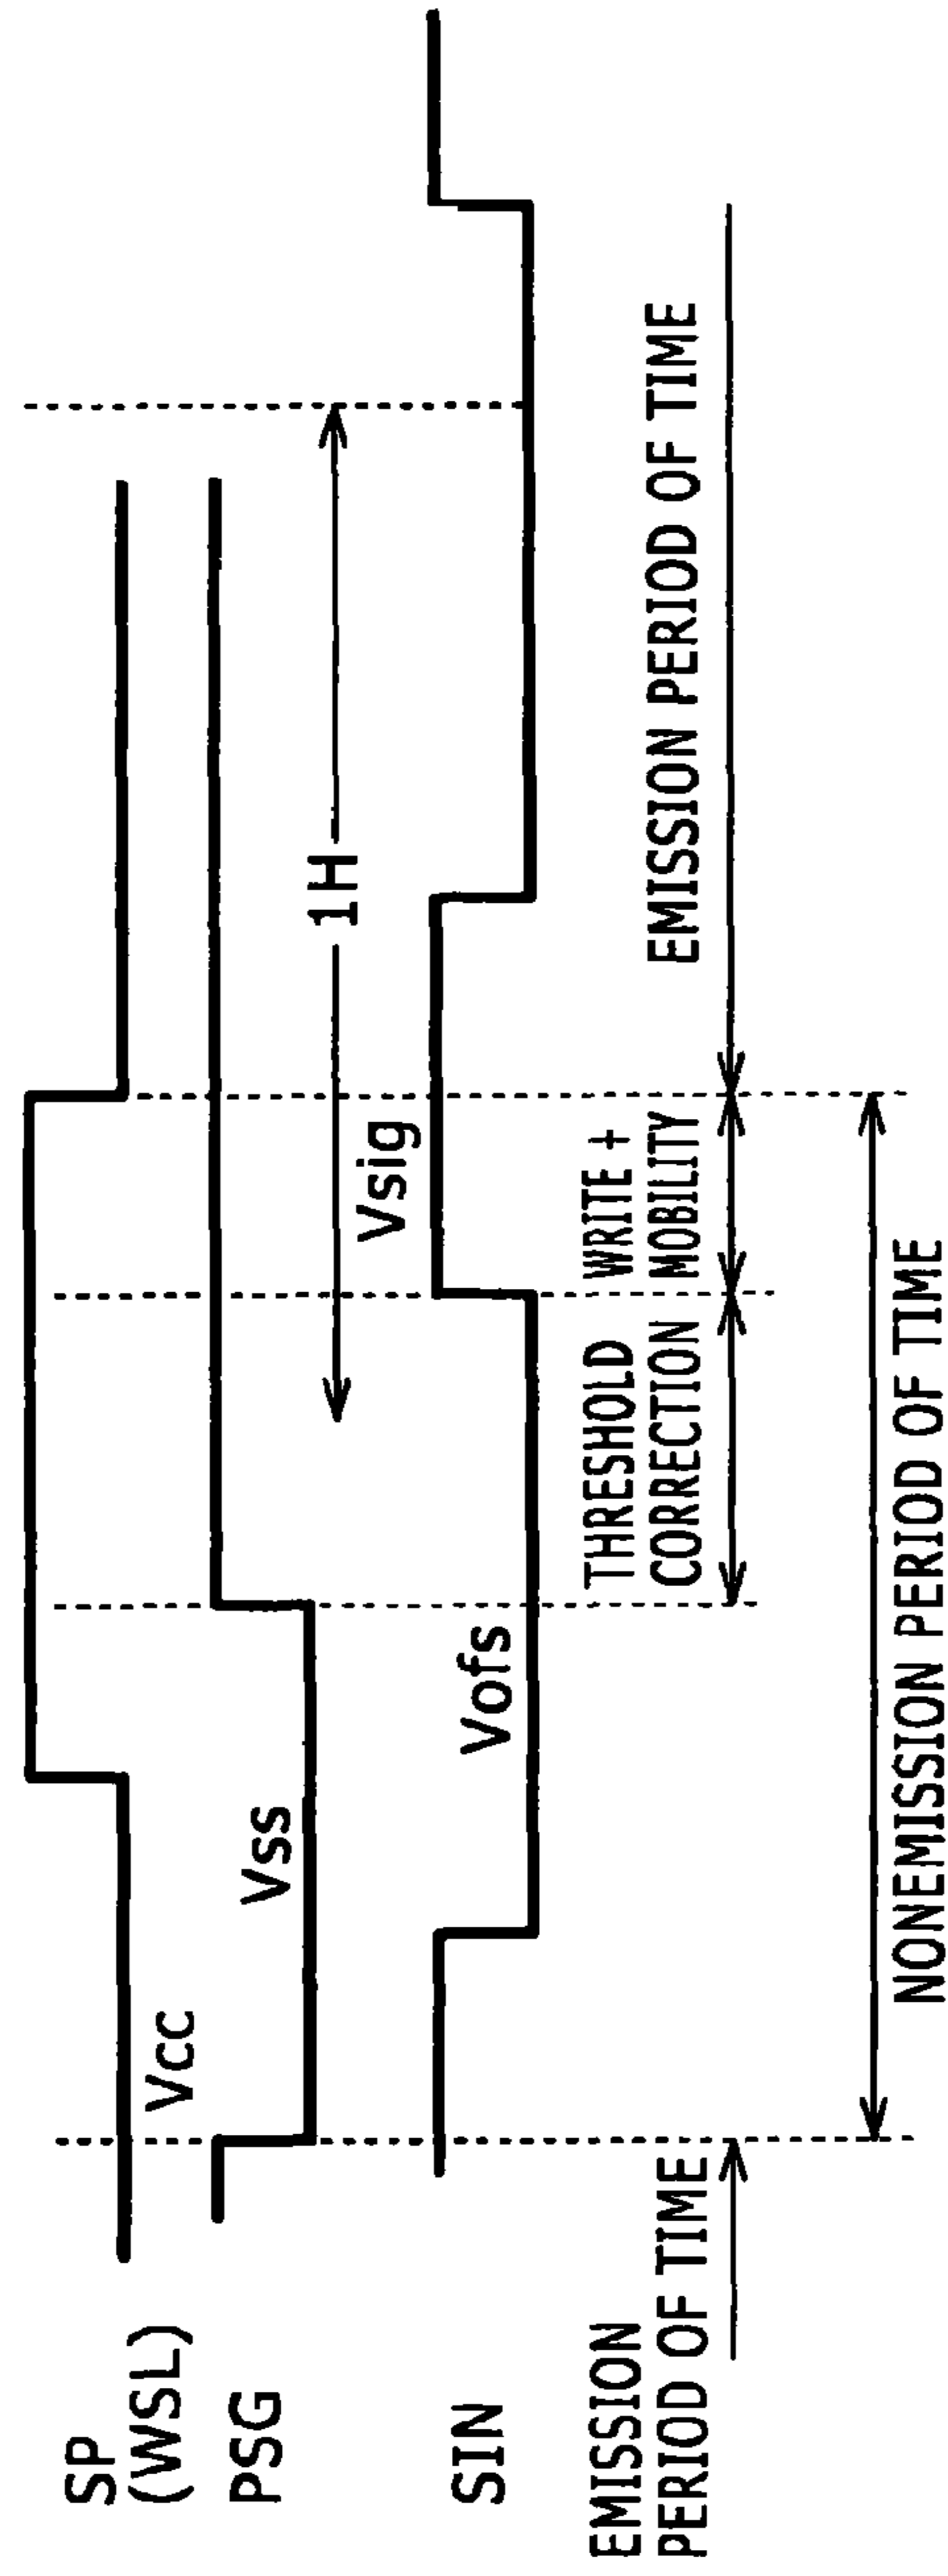 SP
(WSL)
Vcc
PSG
Vss
1H
Vsig
SIN
Vofs
EMISSION
PERIOD OF TIME
THRESHOLD
CORRECTION
WRITE +
MOBILITY
EMISSION PERIOD OF TIME
NONEMISSION PERIOD OF TIME